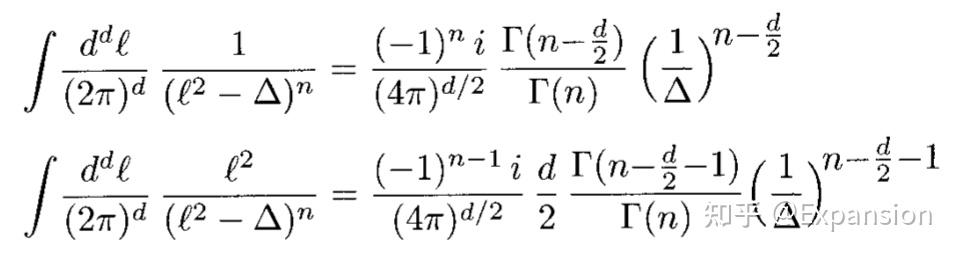 ∫ d^dℓ/(2π)^d 1/(ℓ² − Δ)^n = (−1)^n i/(4π)^{d/2} Γ(n−d/2)/Γ(n) (1/Δ)^{n−d/2}
∫ d^dℓ/(2π)^d ℓ²/(ℓ² − Δ)^n = (−1)^{n−1} i/(4π)^{d/2} d/2 Γ(n−d/2−1)/Γ(n) (1/Δ)^{n−d/2−1}
知乎 @Expansion